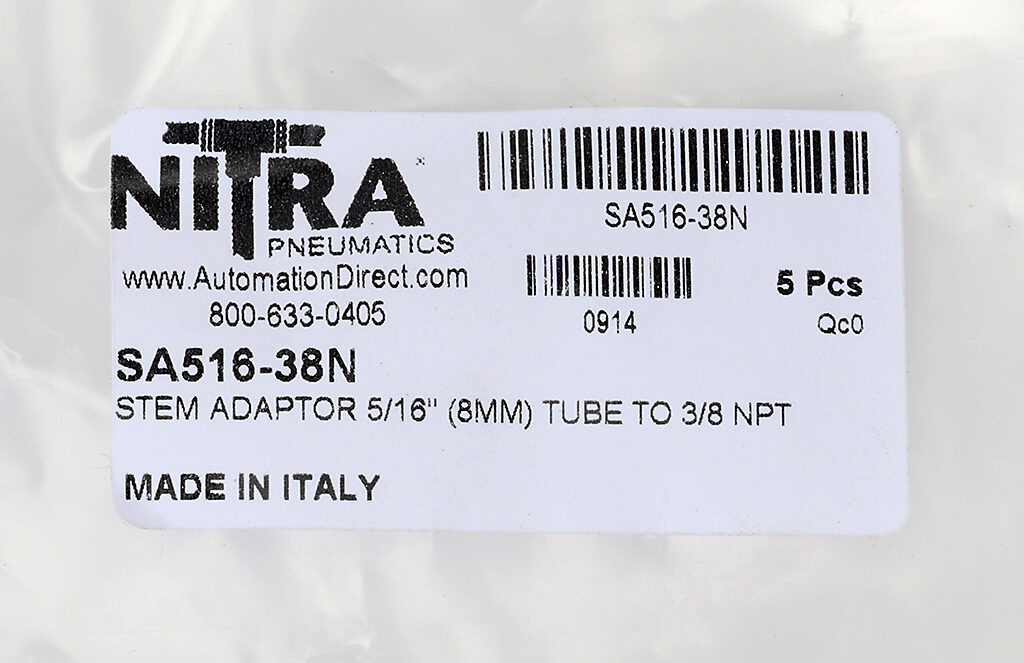 NITRA
PNEUMATICS
www.AutomationDirect.com
800-633-0405
SA516-38N
0914
5 Pcs
Qc0
SA516-38N
STEM ADAPTOR 5/16" (8MM) TUBE TO 3/8 NPT
MADE IN ITALY